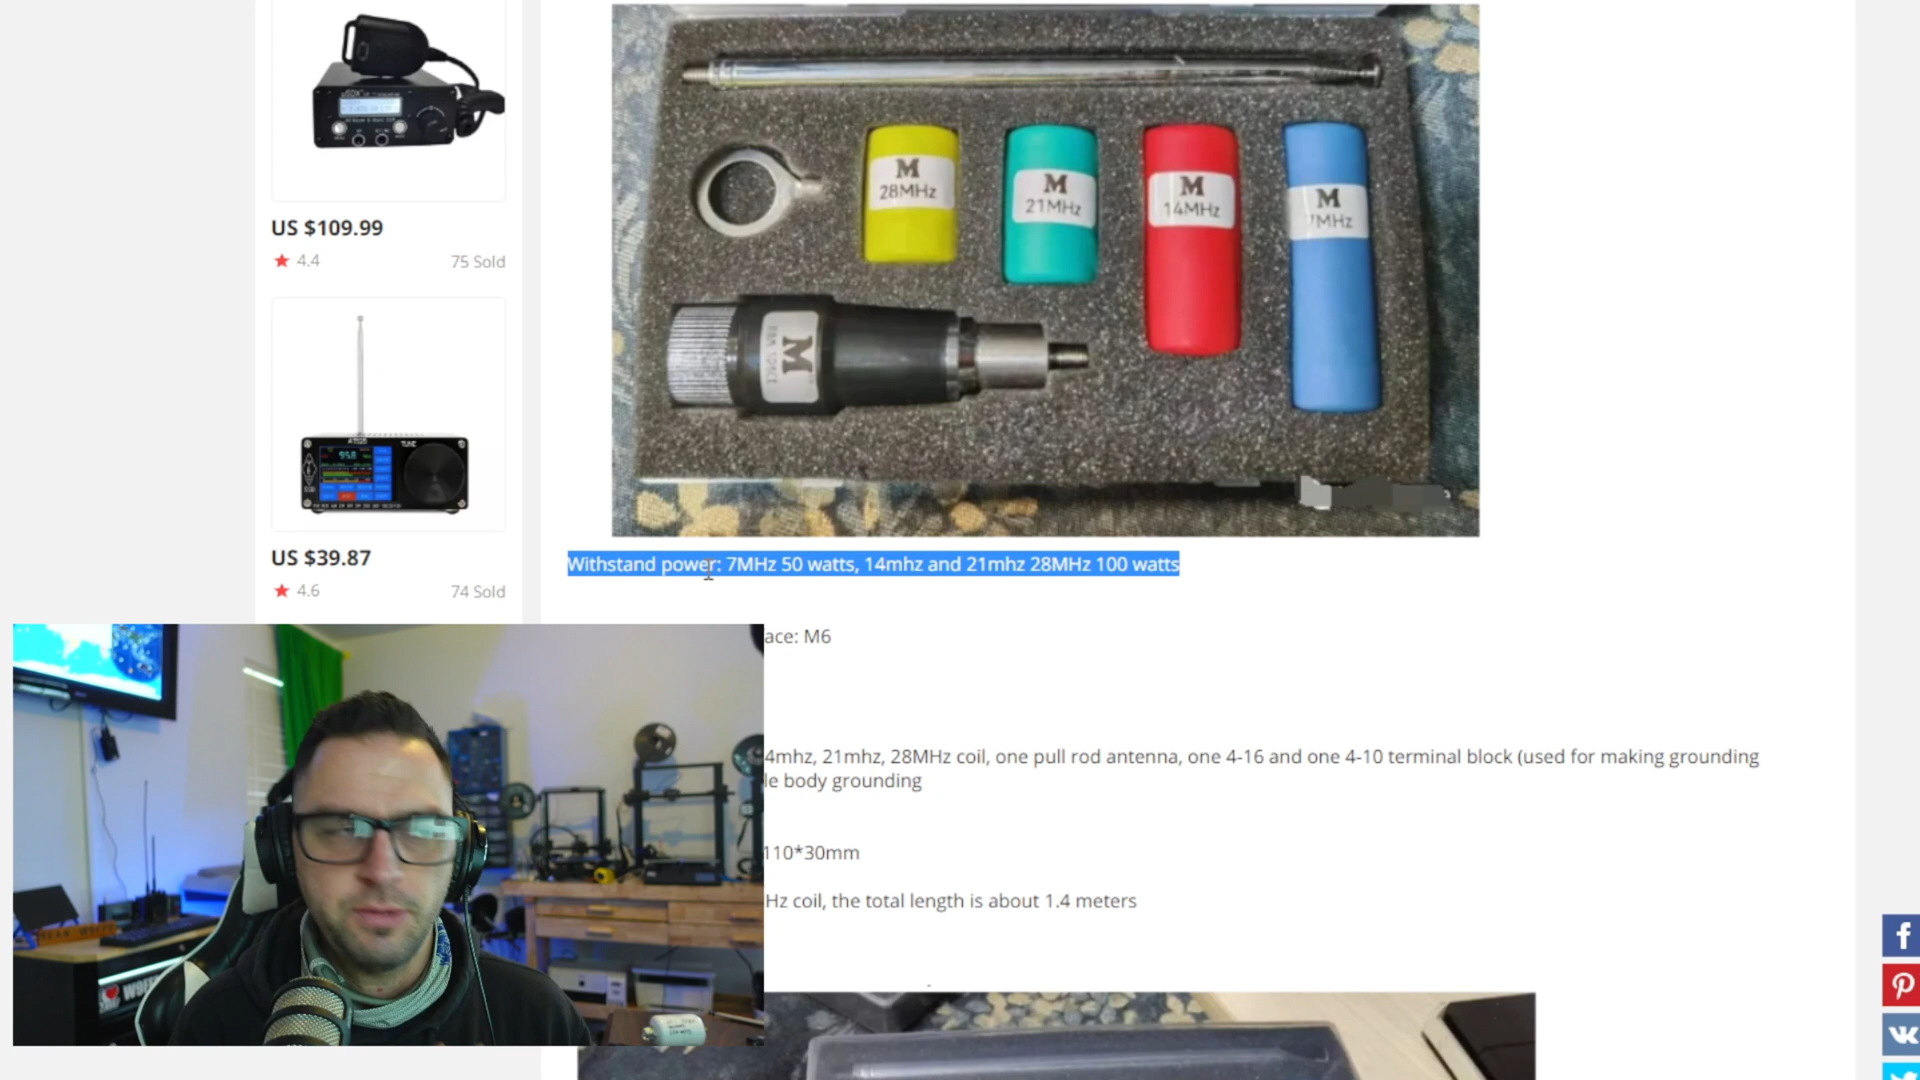 US $109.99
4.4
75 Sold
US $39.87
4.6
74 Sold
M
28MHz
M
21MHz
M
14MHz
M
7MHz
M
Withstand power: 7MHz 50 watts, 14mhz and 21mhz 28MHz 100 watts
ace: M6
4mhz, 21mhz, 28MHz coil, one pull rod antenna, one 4-16 and one 4-10 terminal block (used for making grounding
le body grounding
110*30mm
Hz coil, the total length is about 1.4 meters